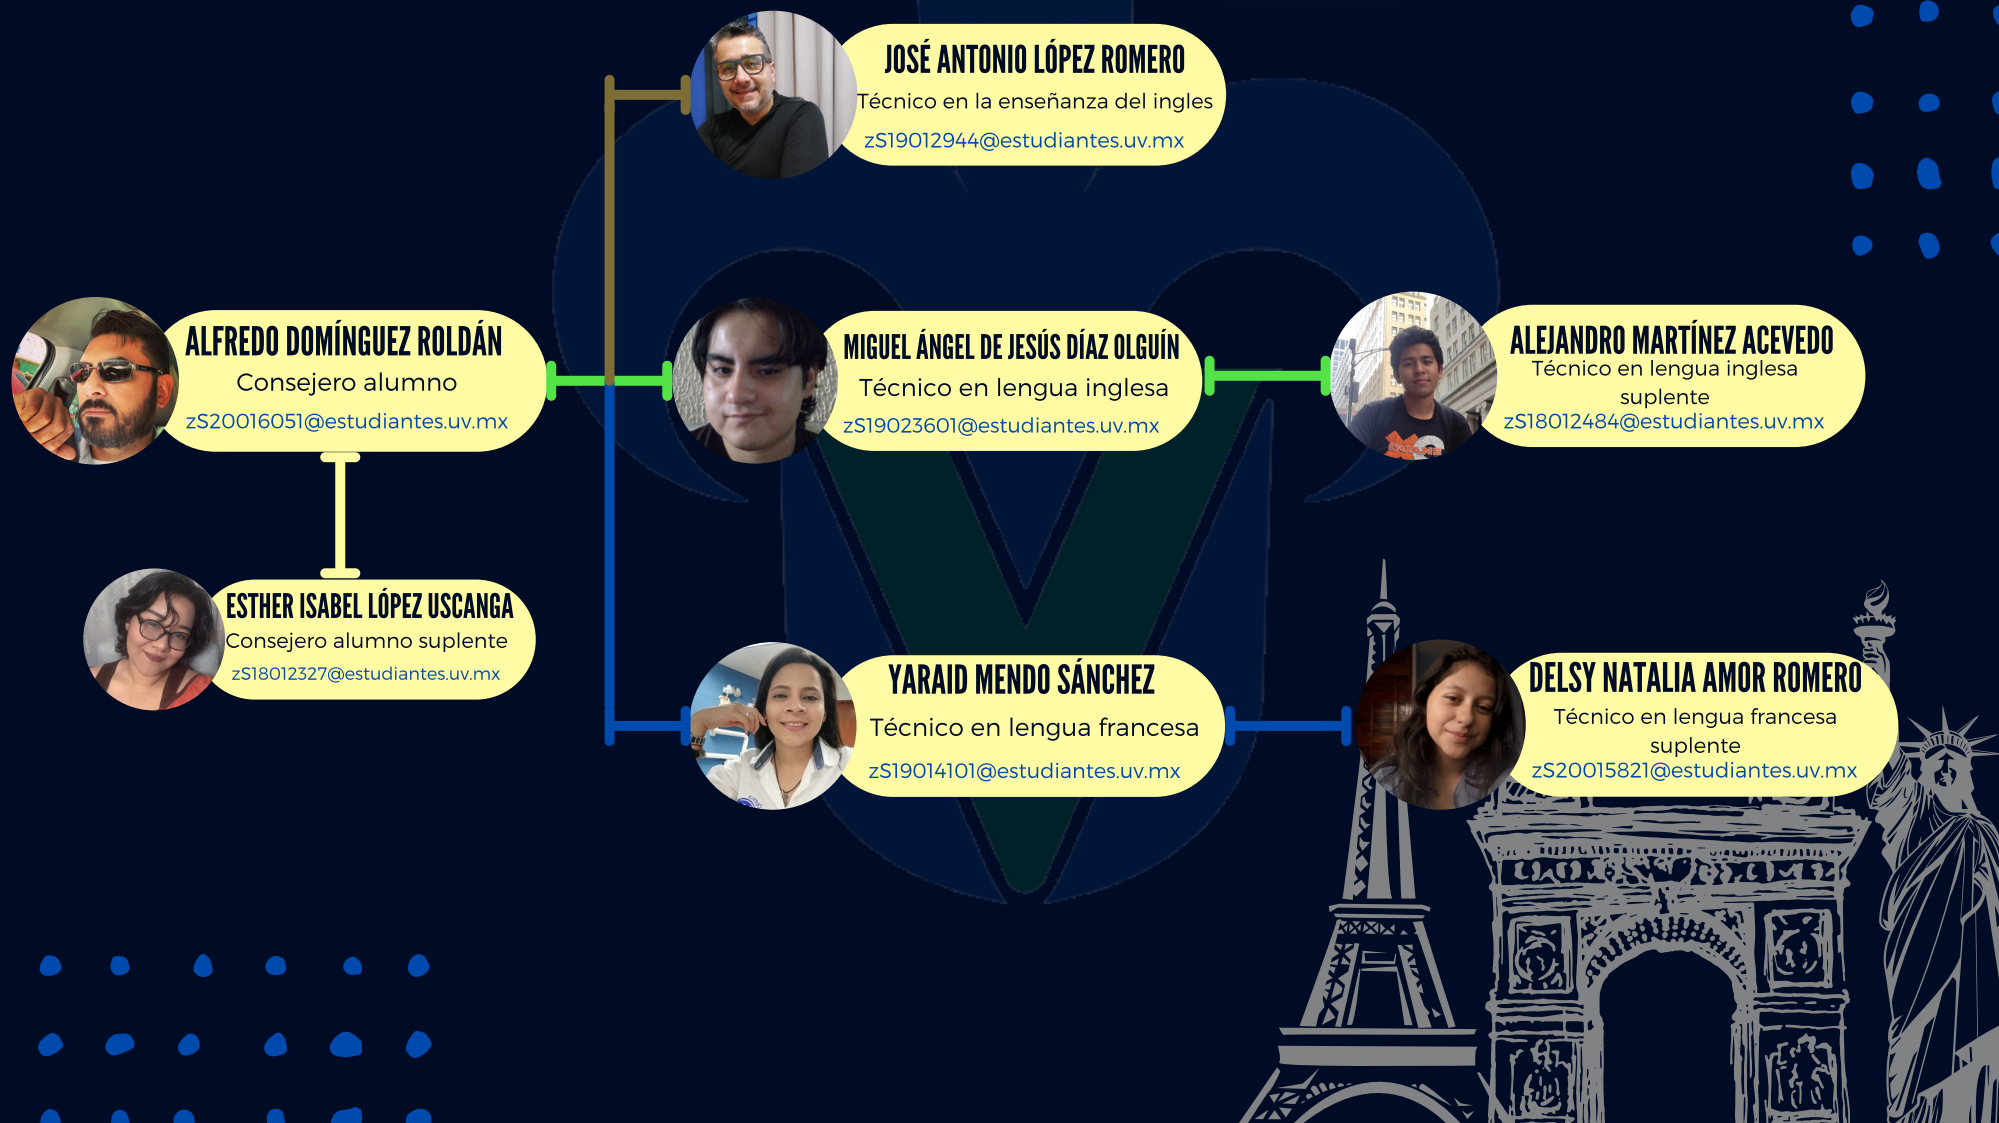 JOSÉ ANTONIO LÓPEZ ROMERO
Técnico en la enseñanza del ingles
zS19012944@estudiantes.uv.mx
ALFREDO DOMÍNGUEZ ROLDÁN
Consejero alumno
zS20016051@estudiantes.uv.mx
MIGUEL ÁNGEL DE JESÚS DÍAZ OLGUÍN
Técnico en lengua inglesa
zS19023601@estudiantes.uv.mx
ALEJANDRO MARTÍNEZ ACEVEDO
Técnico en lengua inglesa
suplente
zS18012484@estudiantes.uv.mx
ESTHER ISABEL LÓPEZ USCANGA
Consejero alumno suplente
zS18012327@estudiantes.uv.mx
YARAID MENDO SÁNCHEZ
Técnico en lengua francesa
zS19014101@estudiantes.uv.mx
DELSY NATALIA AMOR ROMERO
Técnico en lengua francesa
suplente
zS20015821@estudiantes.uv.mx